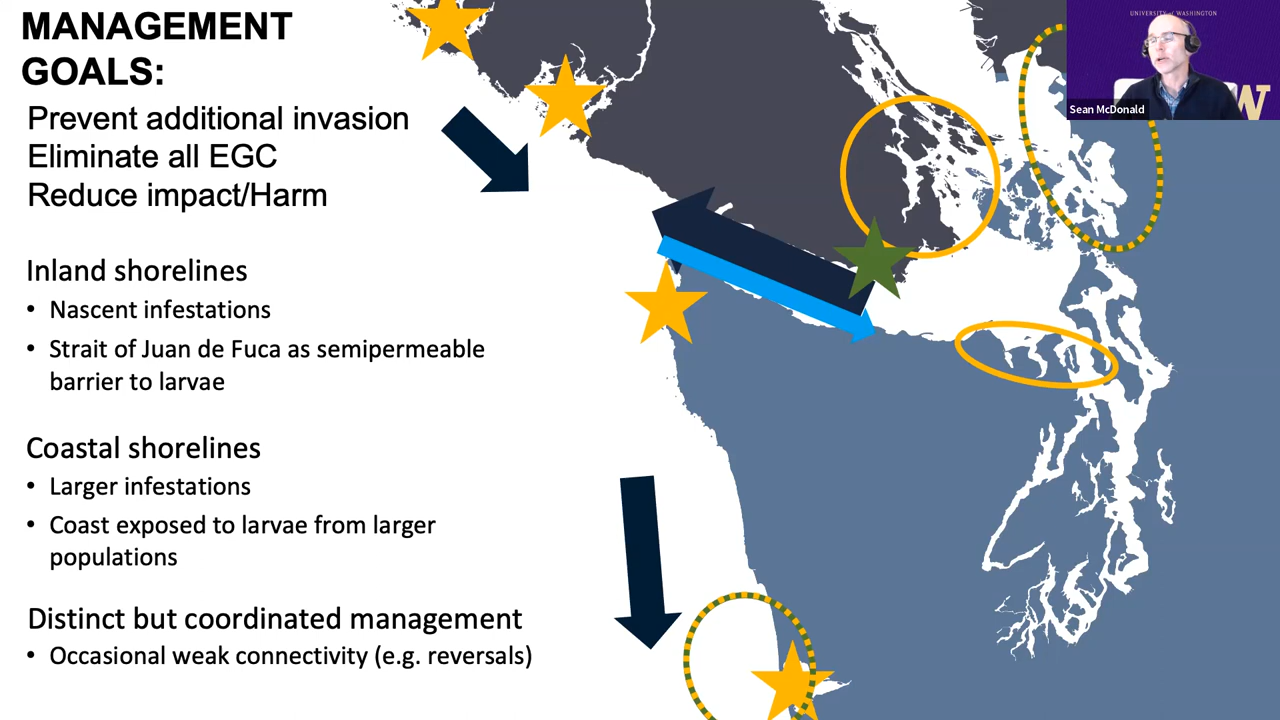 MANAGEMENT
GOALS:
Prevent additional invasion
Eliminate all EGC
Reduce impact/Harm
Inland shorelines
• Nascent infestations
• Strait of Juan de Fuca as semipermeable
barrier to larvae
Coastal shorelines
• Larger infestations
• Coast exposed to larvae from larger
populations
Distinct but coordinated management
• Occasional weak connectivity (e.g. reversals)
UNIVERSITY of WASHINGTON
W
Sean McDonald